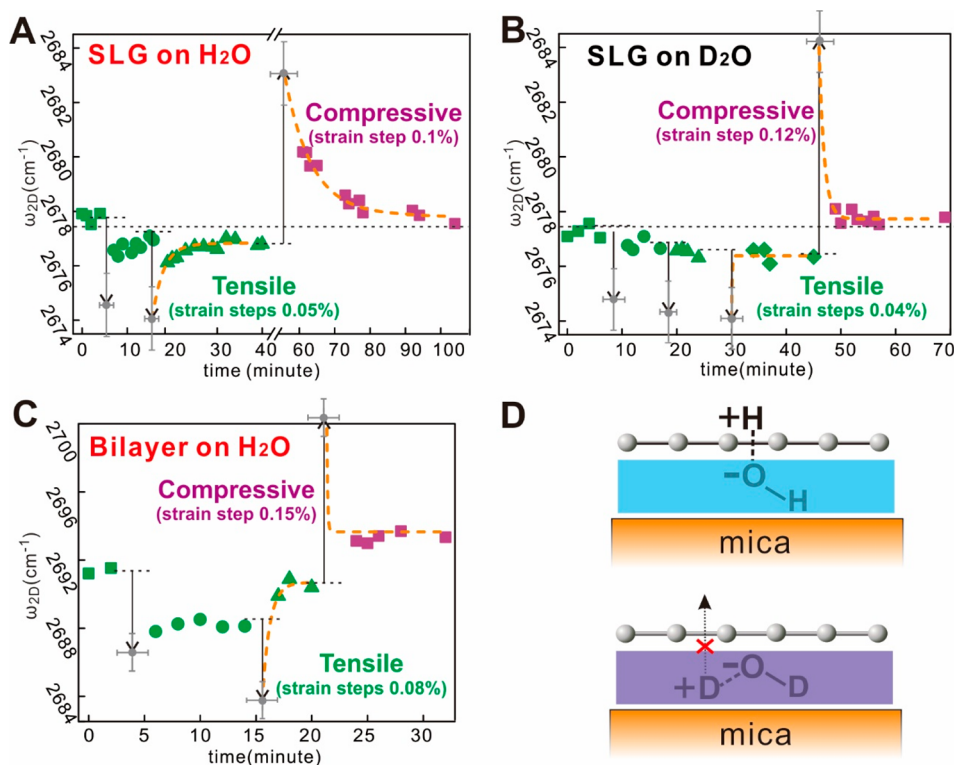 A
SLG on H2O
2684
2682
2680
2678
2676
2674
ω2D(cm-1)
Compressive
(strain step 0.1%)
Tensile
(strain steps 0.05%)
0 10 20 30 40 60 70 80 90 100
time (minute)
B
SLG on D2O
2684
2682
2680
2678
2676
2674
ω2D(cm-1)
Compressive
(strain step 0.12%)
Tensile
(strain steps 0.04%)
0 10 20 30 40 50 60 70
time(minute)
C
Bilayer on H2O
2700
2696
2692
2688
2684
ω2D(cm-1)
Compressive
(strain step 0.15%)
Tensile
(strain steps 0.08%)
0 5 10 15 20 25 30
time(minute)
D
+H
-O
H
mica
-O
+D
D
mica